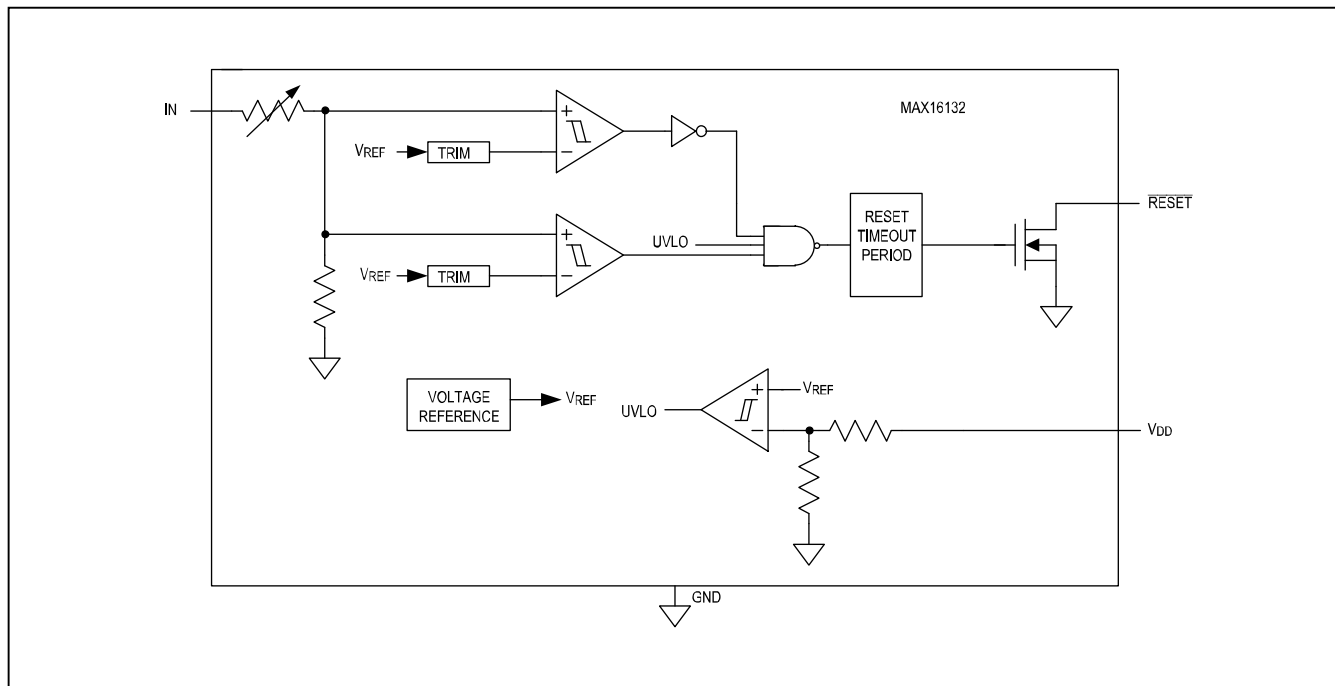 MAX16132
IN
+
VREF
TRIM
−
RESET
RESET
TIMEOUT
PERIOD
UVLO
+
VREF
TRIM
−
VOLTAGE
REFERENCE
VREF
UVLO
+
VREF
−
VDD
GND